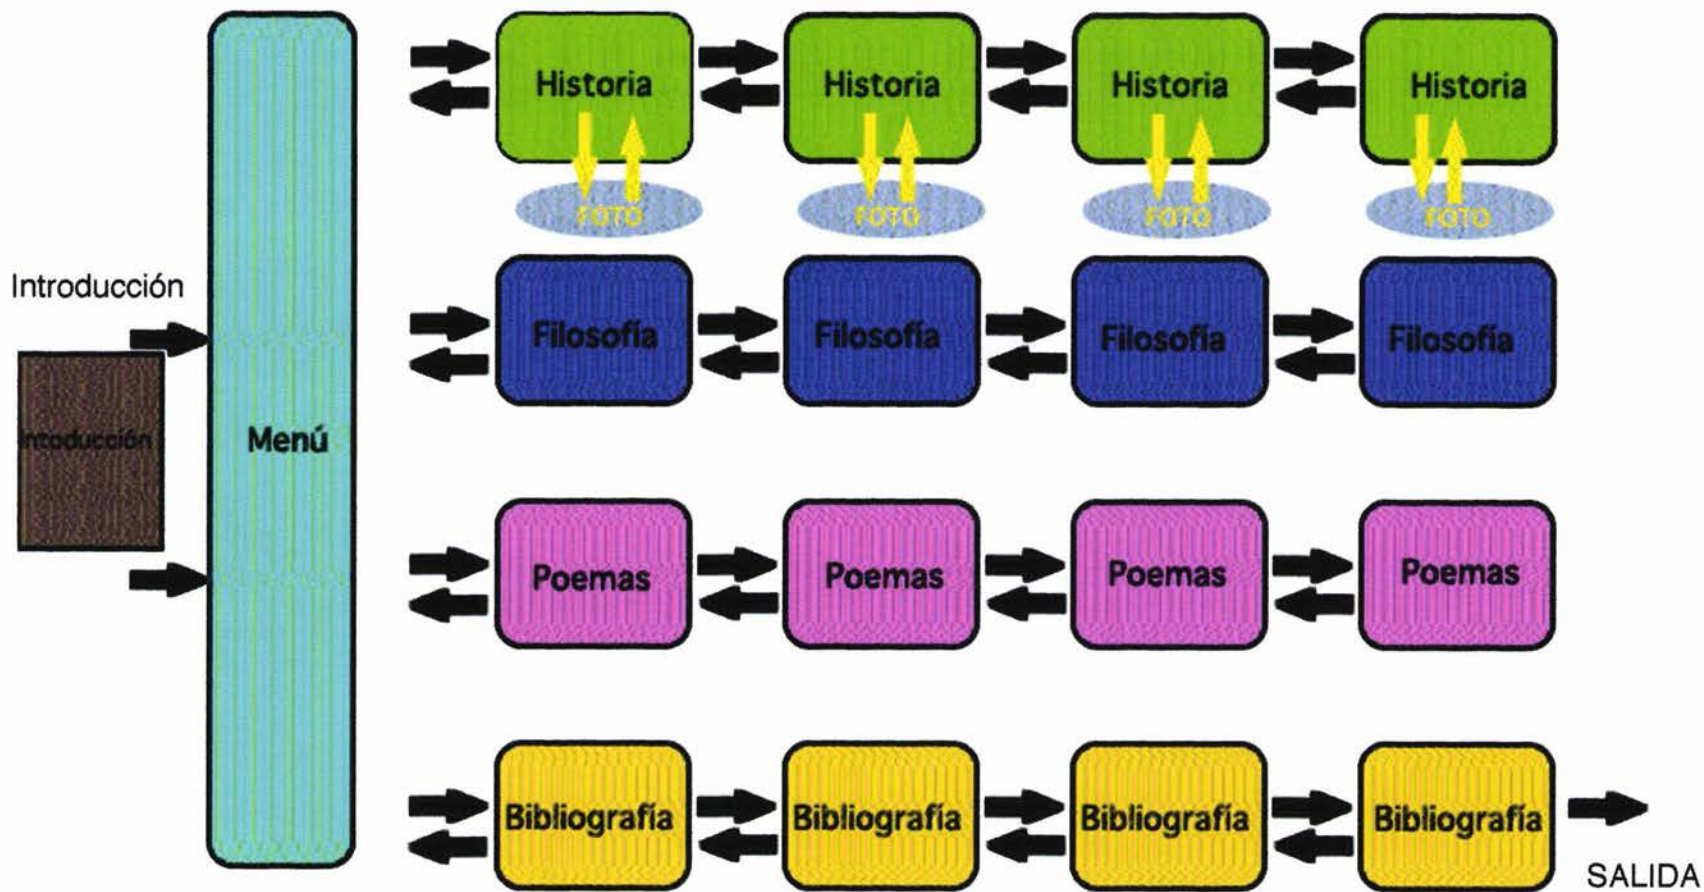 Historia
Historia
Historia
Historia
FOTO
FOTO
FOTO
FOTO
Introducción
Filosofía
Filosofía
Filosofía
Filosofía
ntoducción
Menú
Poemas
Poemas
Poemas
Poemas
Bibliografía
Bibliografía
Bibliografía
Bibliografía
SALIDA